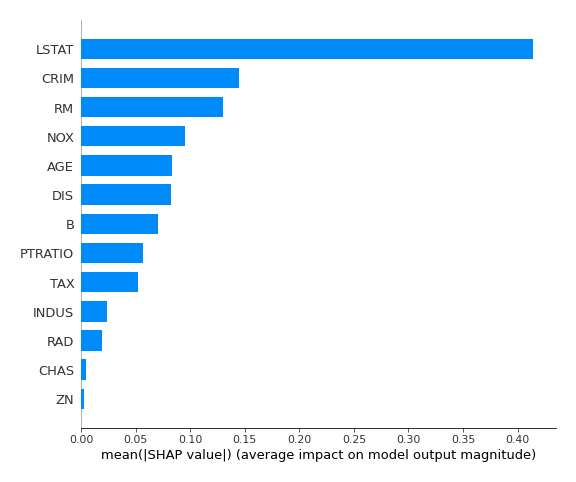 LSTAT
CRIM
RM
NOX
AGE
DIS
B
PTRATIO
TAX
INDUS
RAD
CHAS
ZN
0.00 0.05 0.10 0.15 0.20 0.25 0.30 0.35 0.40
mean(|SHAP value|) (average impact on model output magnitude)